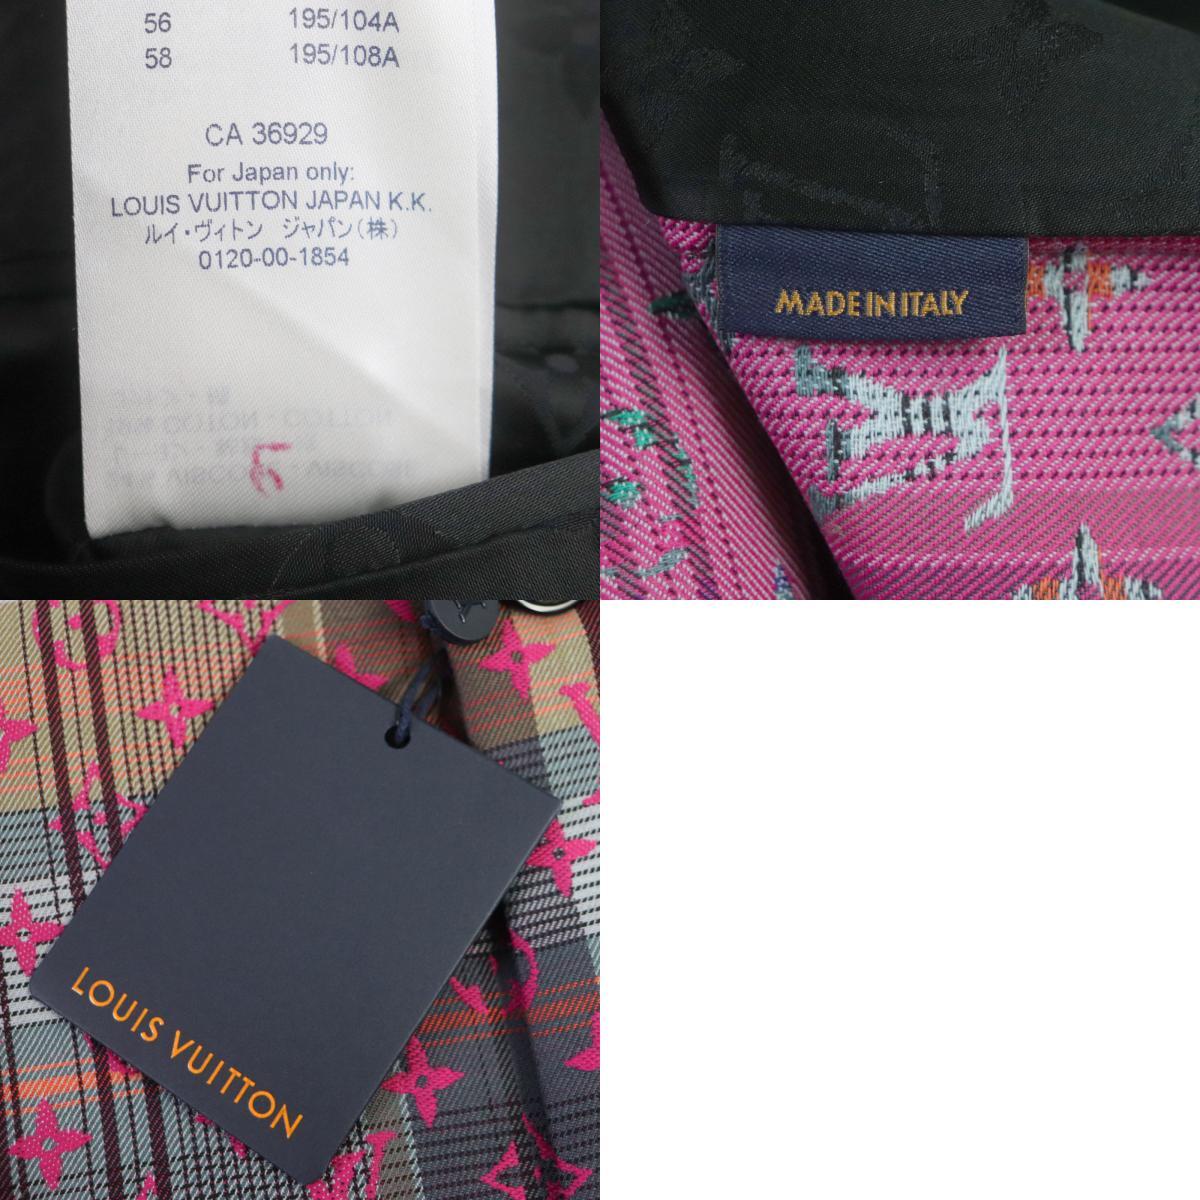 56 195/104A
58 195/108A
CA 36929
For Japan only:
LOUIS VUITTON JAPAN K.K.
ルイ・ヴィトン ジャパン(株)
0120-00-1854
MADE IN ITALY
LOUIS VUITTON